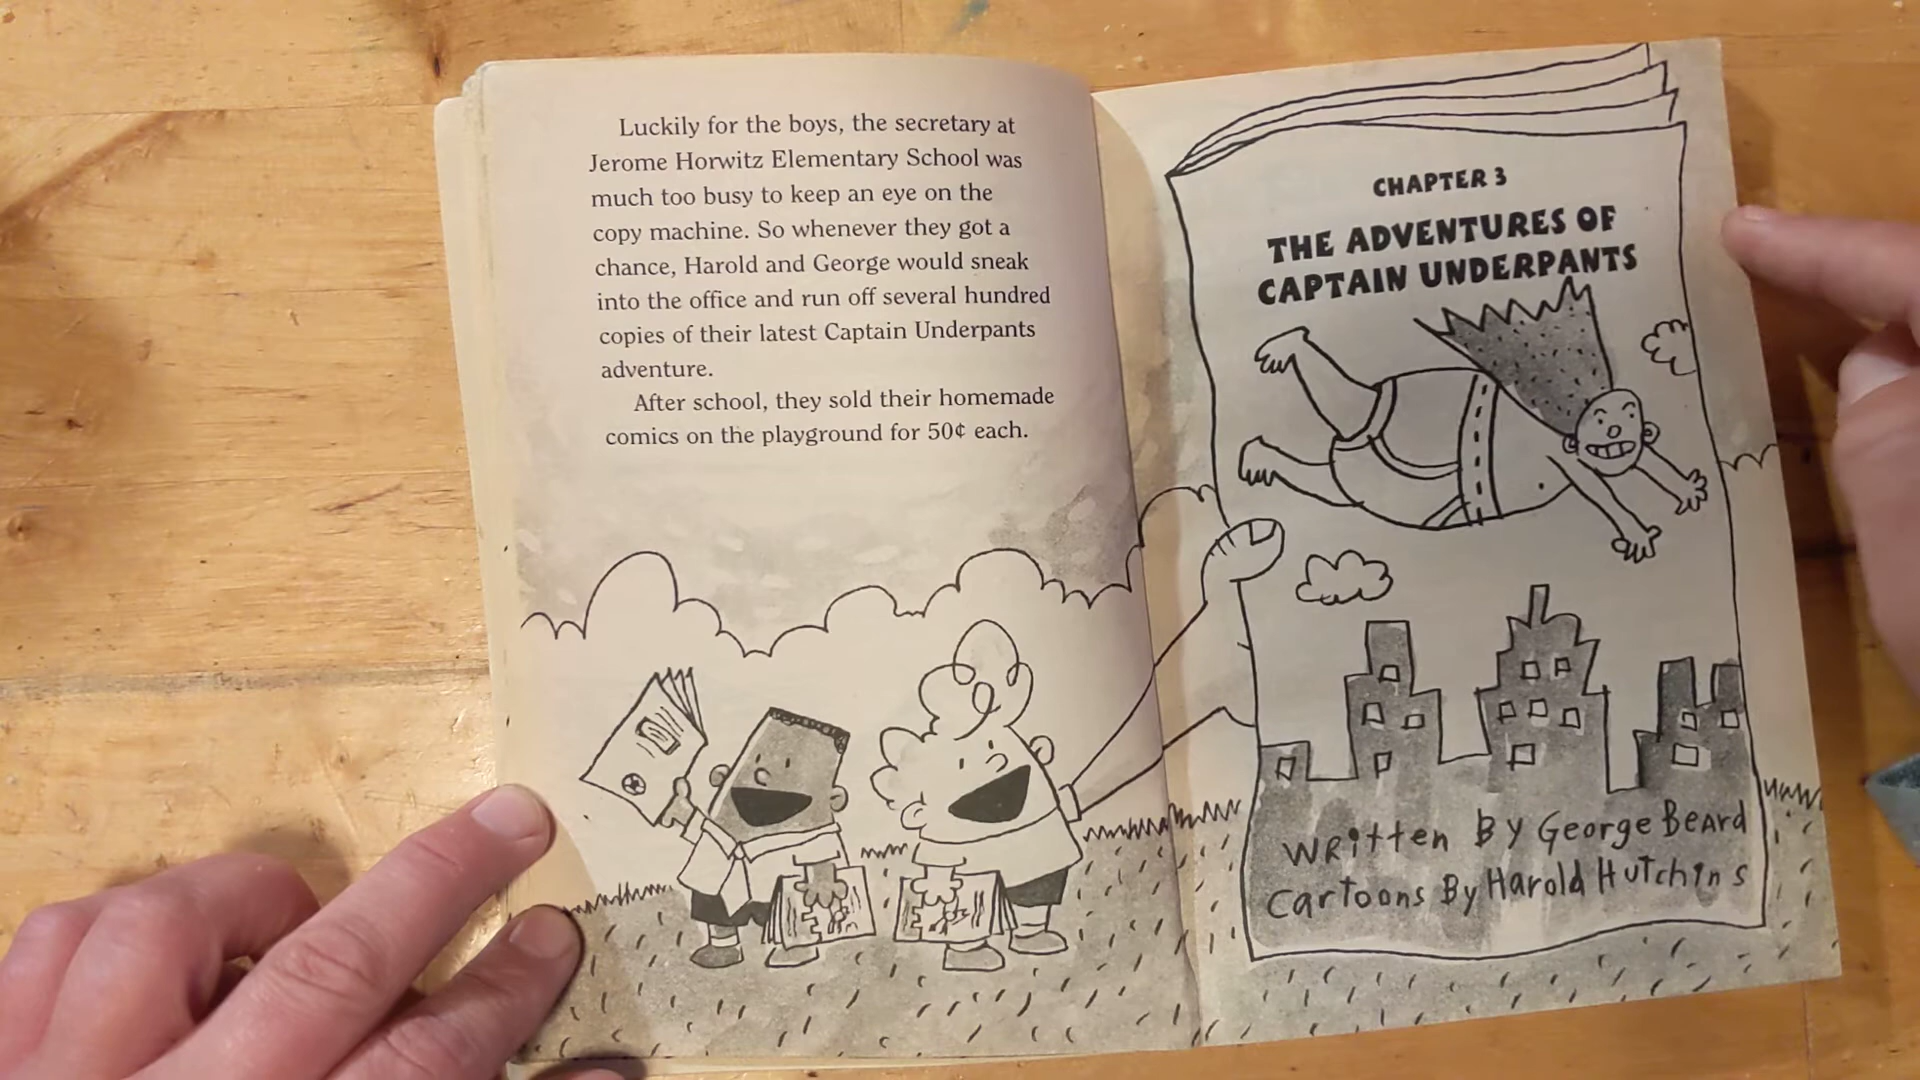 Luckily for the boys, the secretary at
Jerome Horwitz Elementary School was
much too busy to keep an eye on the
copy machine. So whenever they got a
chance, Harold and George would sneak
into the office and run off several hundred
copies of their latest Captain Underpants
adventure.
After school, they sold their homemade
comics on the playground for 50¢ each.
CHAPTER 3
THE ADVENTURES OF
CAPTAIN UNDERPANTS
WRitten By George Beard
Cartoons By Harold Hutchins